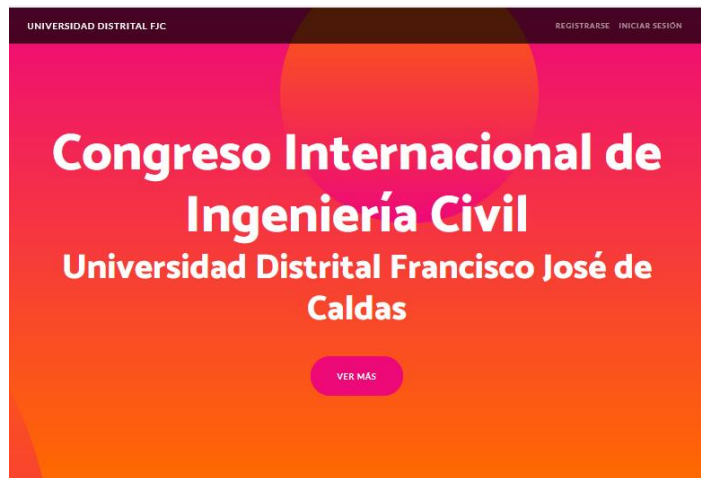 UNIVERSIDAD DISTRITAL FJC
REGISTRARSE INICIAR SESIÓN
Congreso Internacional de
Ingeniería Civil
Universidad Distrital Francisco José de
Caldas
VER MÁS